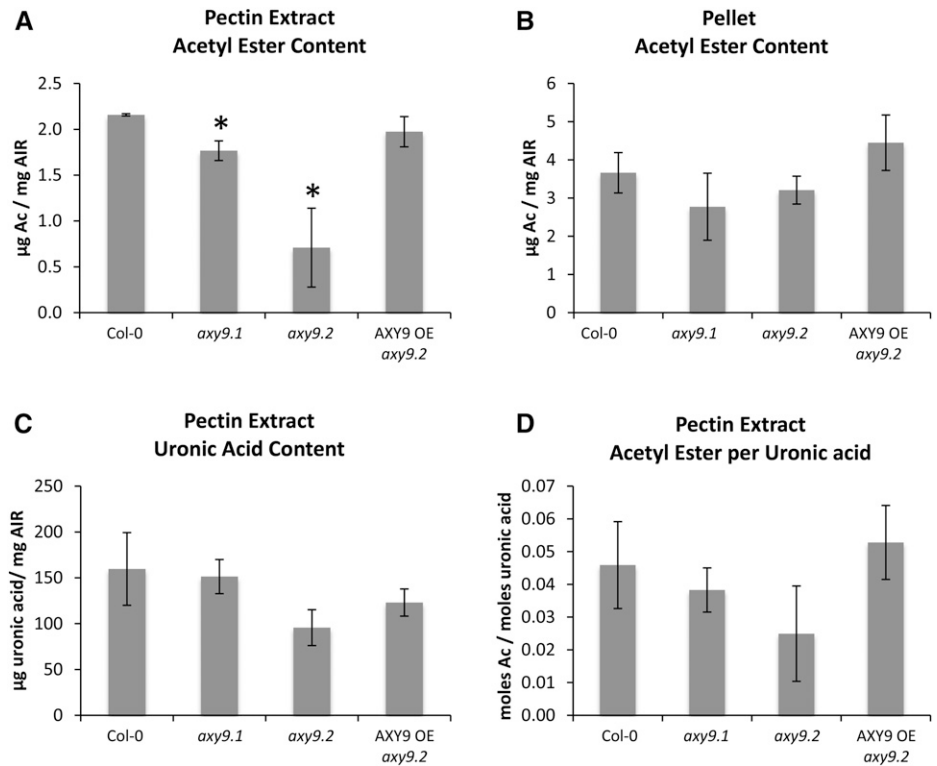 A
Pectin Extract
Acetyl Ester Content
µg Ac / mg AIR
2.5
2.0
1.5
1.0
0.5
0.0
*
*
Col-0
axy9.1
axy9.2
AXY9 OE
axy9.2
B
Pellet
Acetyl Ester Content
µg Ac / mg AIR
6
5
4
3
2
1
0
Col-0
axy9.1
axy9.2
AXY9 OE
axy9.2
C
Pectin Extract
Uronic Acid Content
µg uronic acid/ mg AIR
250
200
150
100
50
0
Col-0
axy9.1
axy9.2
AXY9 OE
axy9.2
D
Pectin Extract
Acetyl Ester per Uronic acid
moles Ac / moles uronic acid
0.07
0.06
0.05
0.04
0.03
0.02
0.01
0.00
Col-0
axy9.1
axy9.2
AXY9 OE
axy9.2